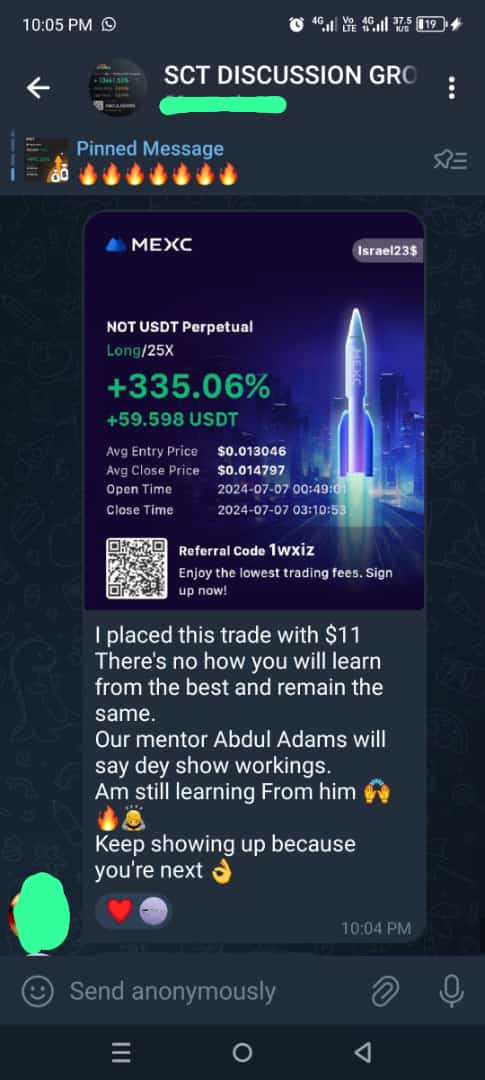 10:05 PM
4G Vo LTE 4G 37.5 K/S 19
SCT DISCUSSION GRO
Pinned Message
🔥🔥🔥🔥🔥🔥🔥
MEXC
Israel23$
NOT USDT Perpetual
Long/25X
+335.06%
+59.598 USDT
Avg Entry Price $0.013046
Avg Close Price $0.014797
Open Time 2024-07-07 00:49:01
Close Time 2024-07-07 03:10:53
MEXC
Referral Code 1wxiz
Enjoy the lowest trading fees. Sign
up now!
I placed this trade with $11
There's no how you will learn
from the best and remain the
same.
Our mentor Abdul Adams will
say dey show workings.
Am still learning From him 🙌
🔥🙇
Keep showing up because
you're next 👌
10:04 PM
Send anonymously